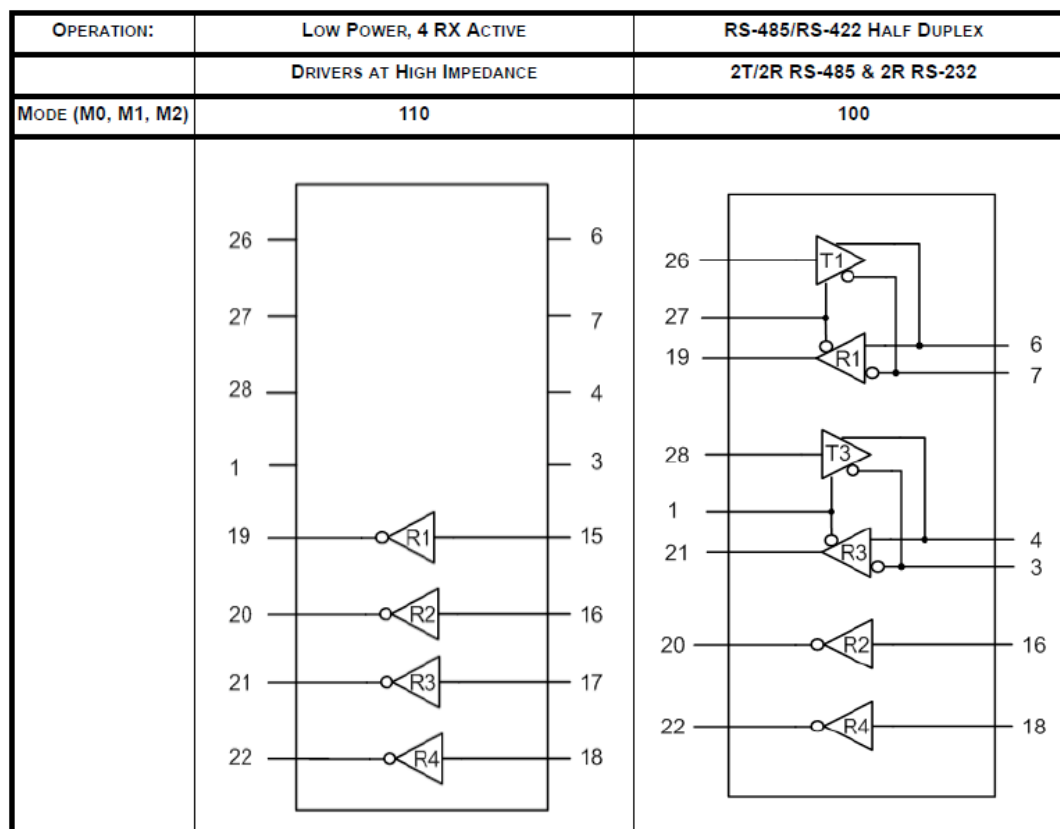 OPERATION: LOW POWER, 4 RX ACTIVE RS-485/RS-422 HALF DUPLEX
DRIVERS AT HIGH IMPEDANCE 2T/2R RS-485 & 2R RS-232
MODE (M0, M1, M2) 110 100
26 6
27 7
28 4
1 3
19 R1 15
20 R2 16
21 R3 17
22 R4 18
26 T1
27
19 R1 6
7
28 T3
1
21 R3 4
3
20 R2 16
22 R4 18